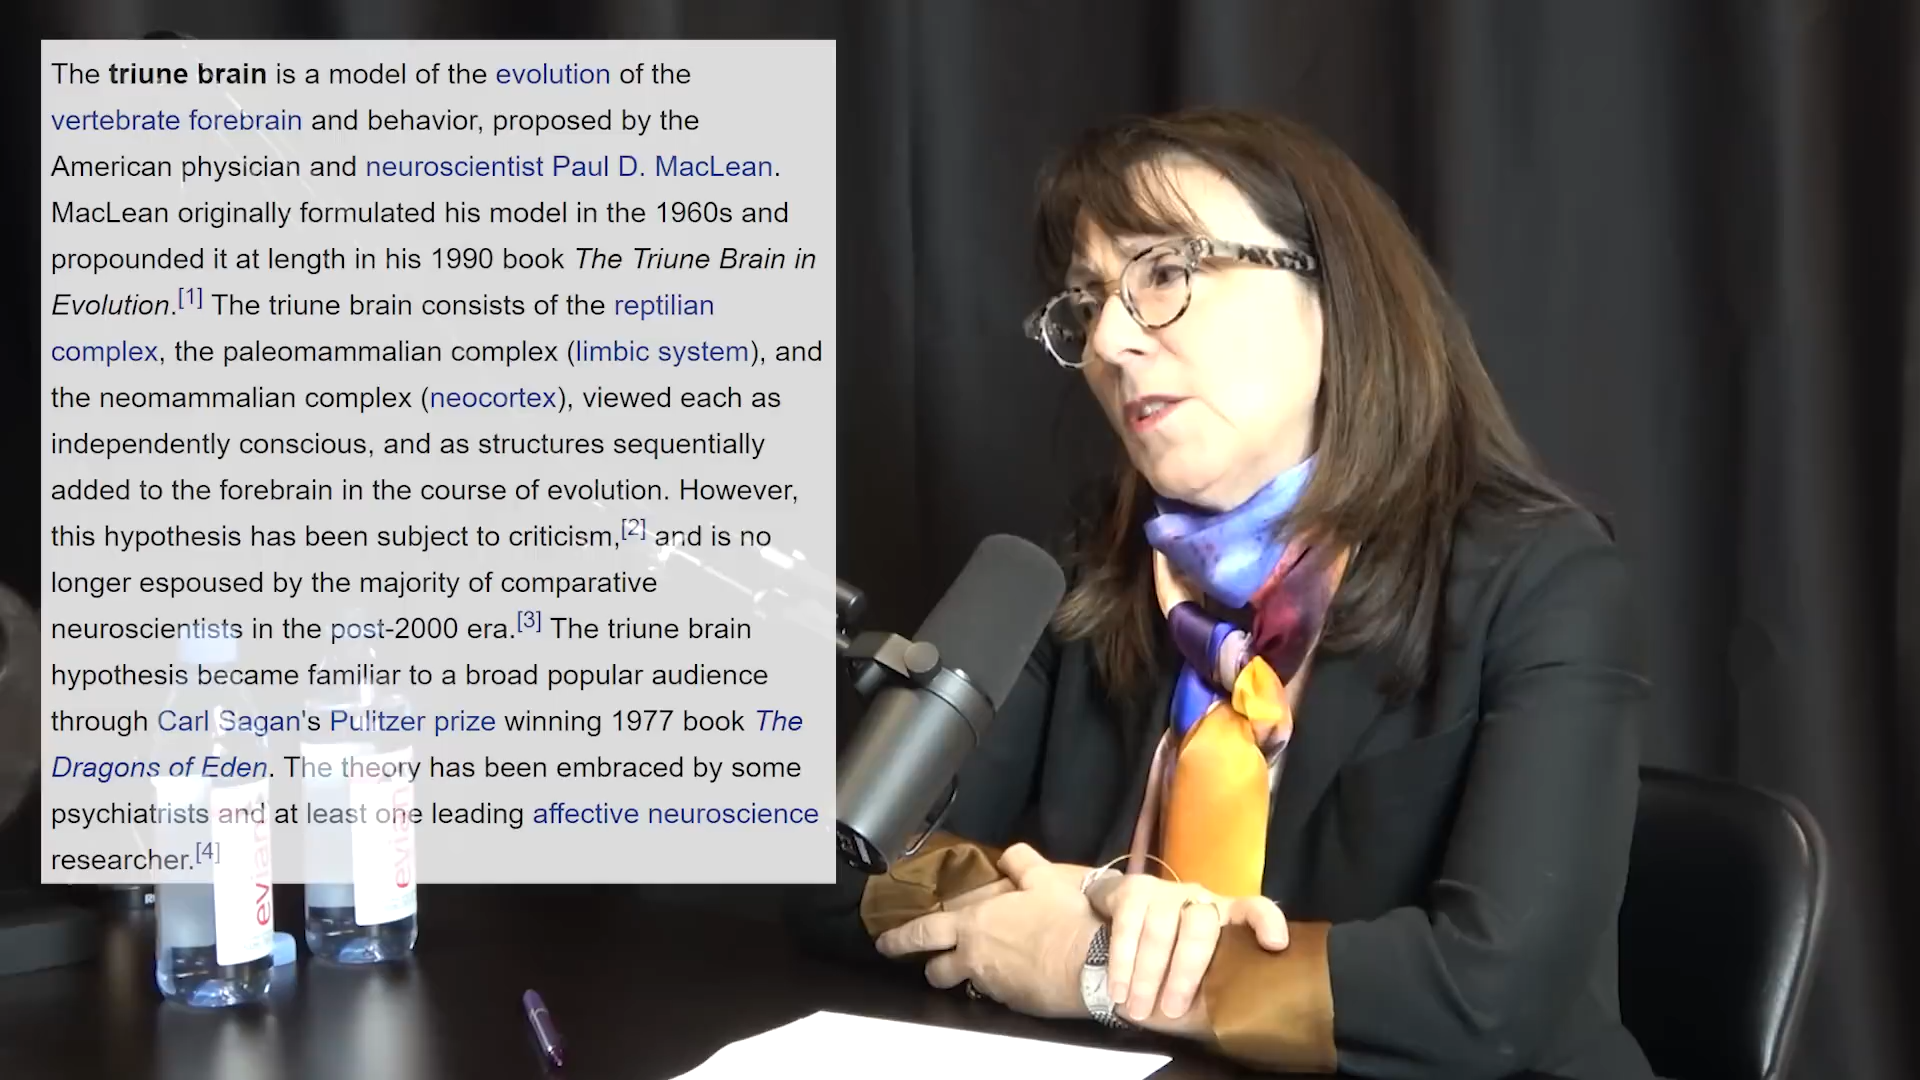 The triune brain is a model of the evolution of the
vertebrate forebrain and behavior, proposed by the
American physician and neuroscientist Paul D. MacLean.
MacLean originally formulated his model in the 1960s and
propounded it at length in his 1990 book The Triune Brain in
Evolution.[1] The triune brain consists of the reptilian
complex, the paleomammalian complex (limbic system), and
the neomammalian complex (neocortex), viewed each as
independently conscious, and as structures sequentially
added to the forebrain in the course of evolution. However,
this hypothesis has been subject to criticism,[2] and is no
longer espoused by the majority of comparative
neuroscientists in the post-2000 era.[3] The triune brain
hypothesis became familiar to a broad popular audience
through Carl Sagan's Pulitzer prize winning 1977 book The
Dragons of Eden. The theory has been embraced by some
psychiatrists and at least one leading affective neuroscience
researcher.[4]
evian
evian